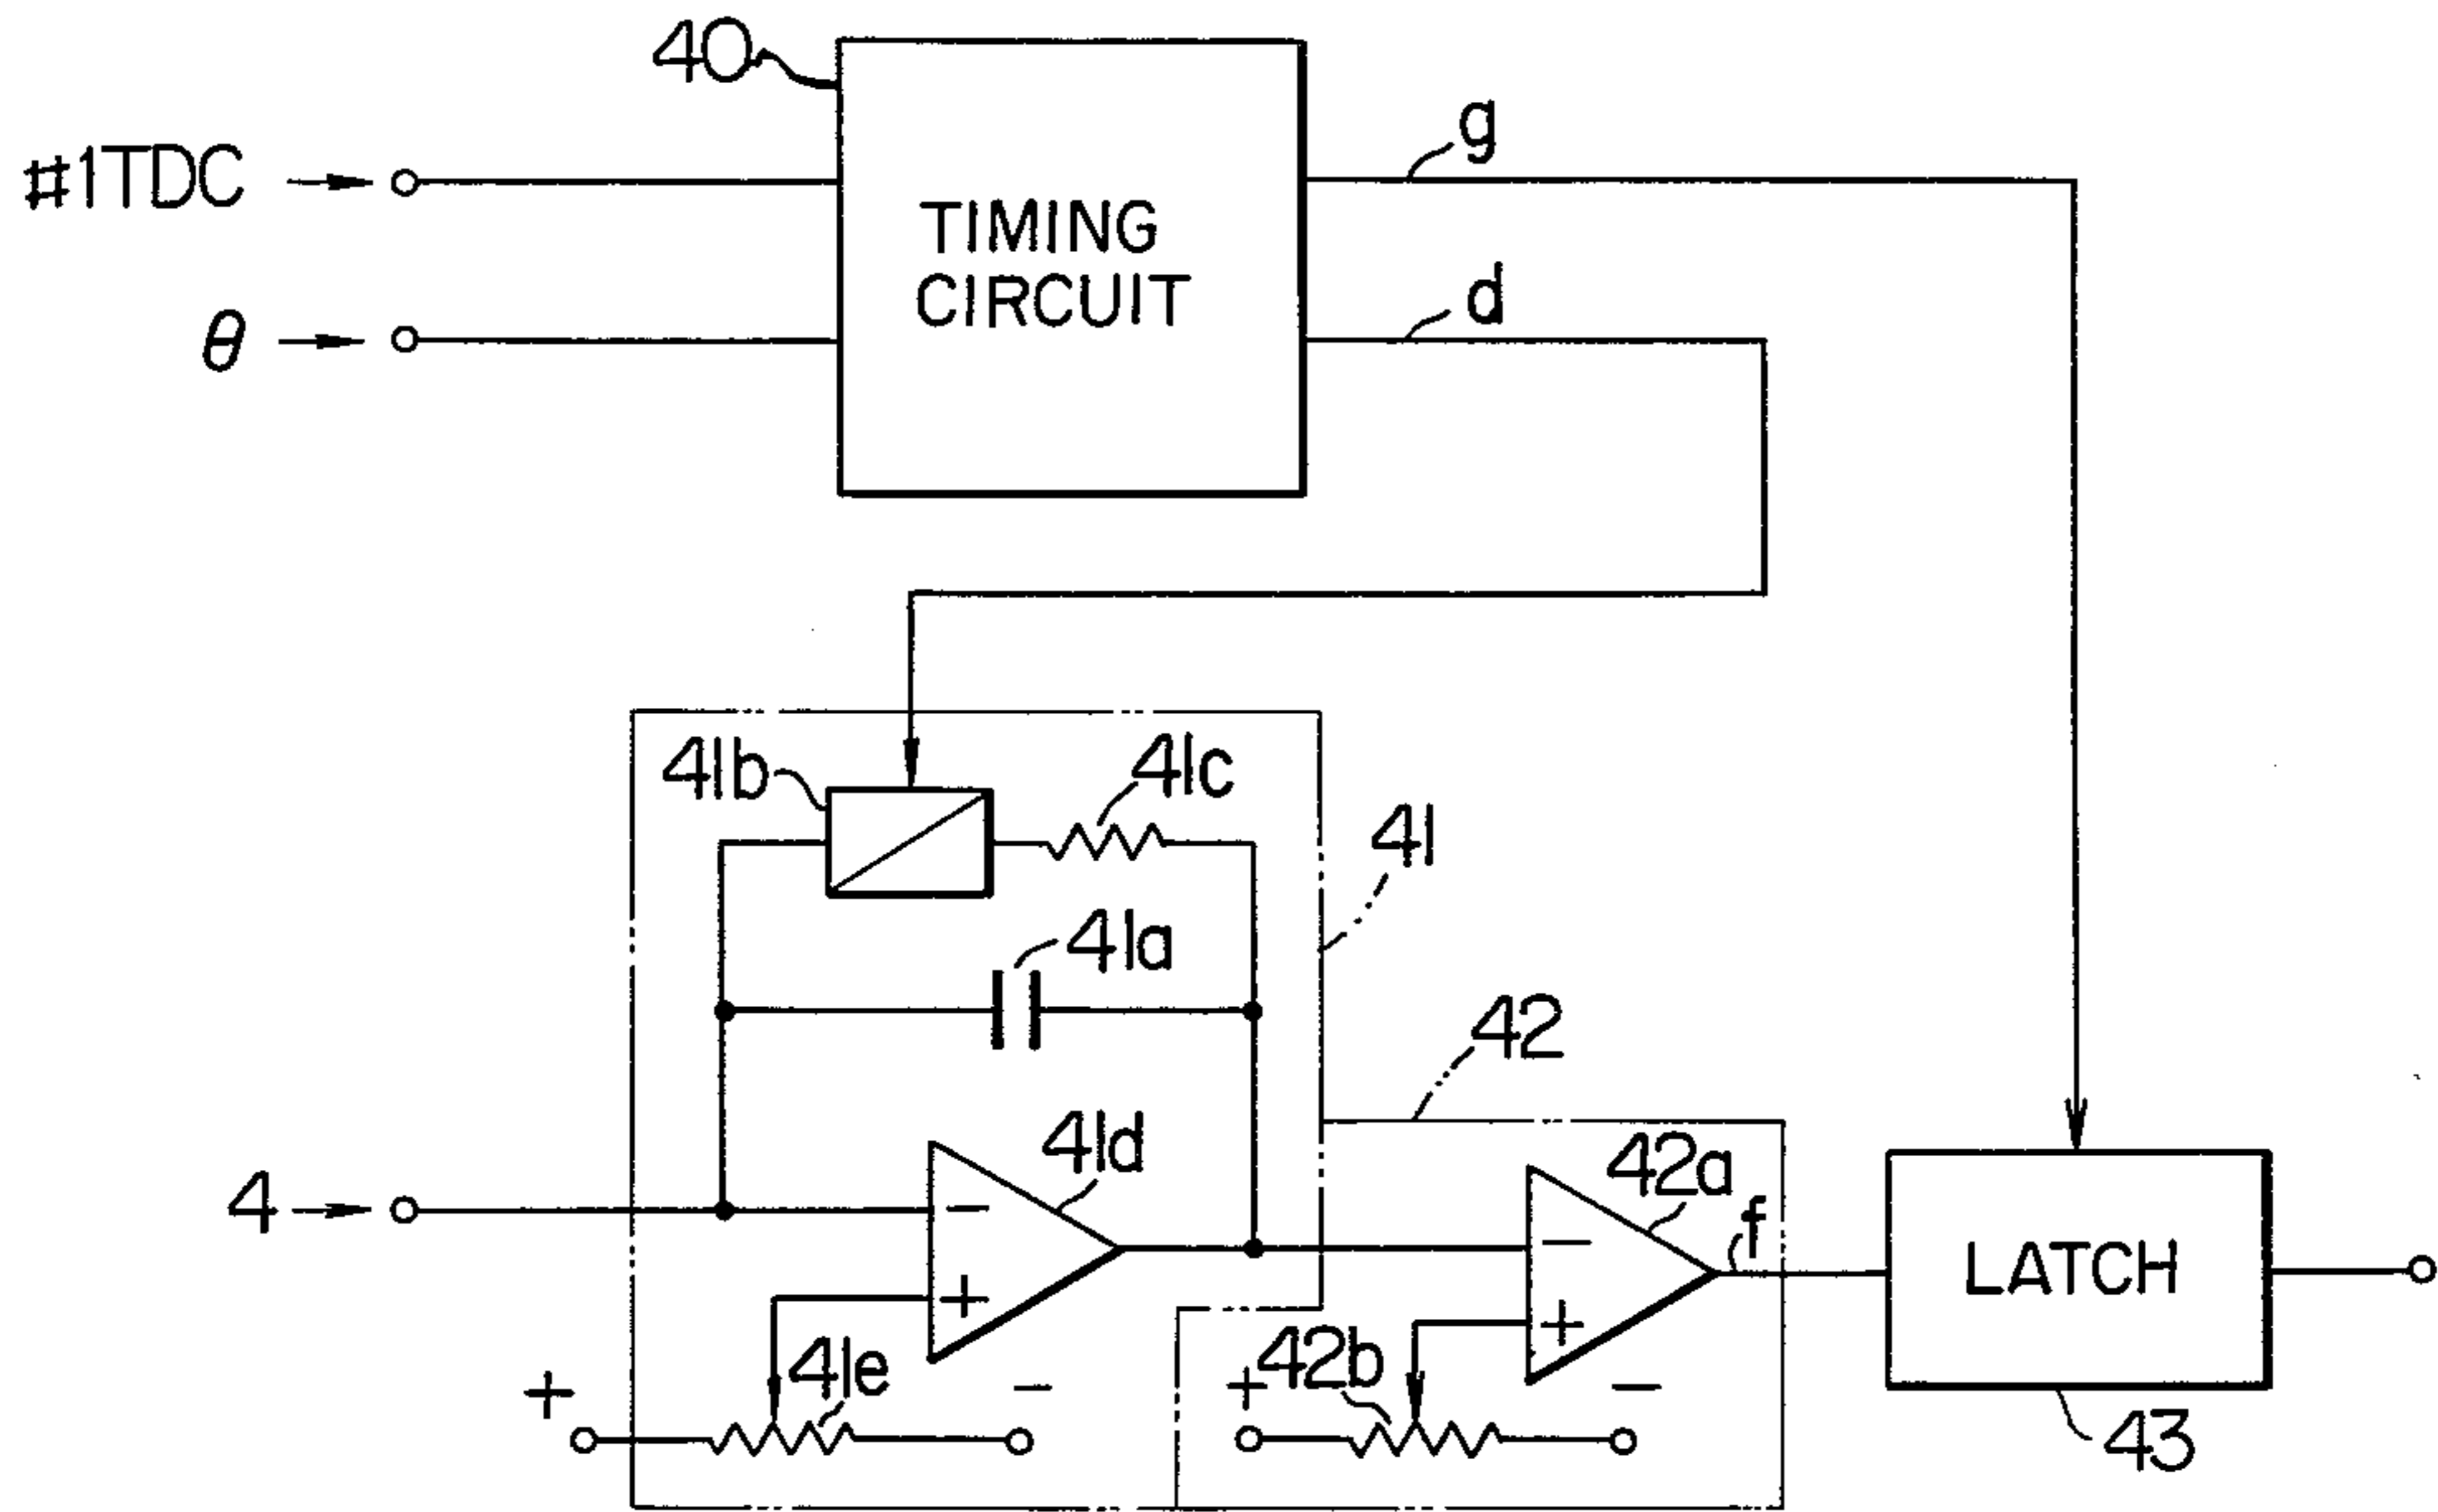 40
#1TDC
g
TIMING
CIRCUIT
d
θ
41b
41c
41
41a
42
41d
42a
4
f
−
−
LATCH
+
+
41e
42b
+
−
+
−
43